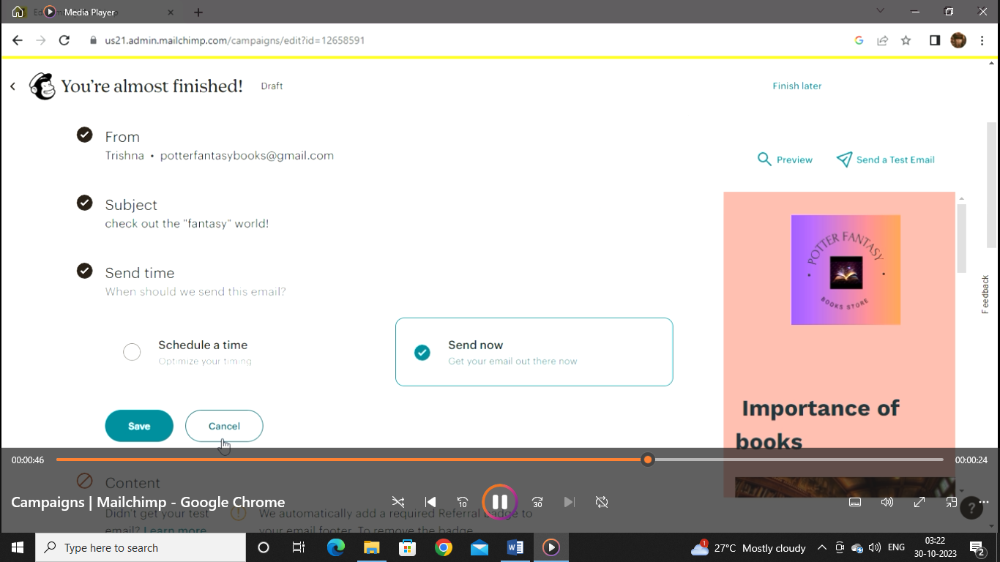 Media Player
us21.admin.mailchimp.com/campaigns/edit?id=12658591
You're almost finished!
Draft
Finish later
From
Trishna • potterfantasybooks@gmail.com
Preview
Send a Test Email
Subject
check out the "fantasy" world!
POTTER FANTASY
BOOKS STORE
Send time
When should we send this email?
Feedback
Schedule a time
Optimize your timing
Send now
Get your email out there now
Importance of
books
Save
Cancel
00:00:46
00:00:24
Content
Campaigns | Mailchimp - Google Chrome
10
30
Didn't get your test
email? Learn more
We automatically add a required Referral Badge to
your email footer. To remove the badge
Type here to search
1
27°C Mostly cloudy
ENG
03:22
30-10-2023
2